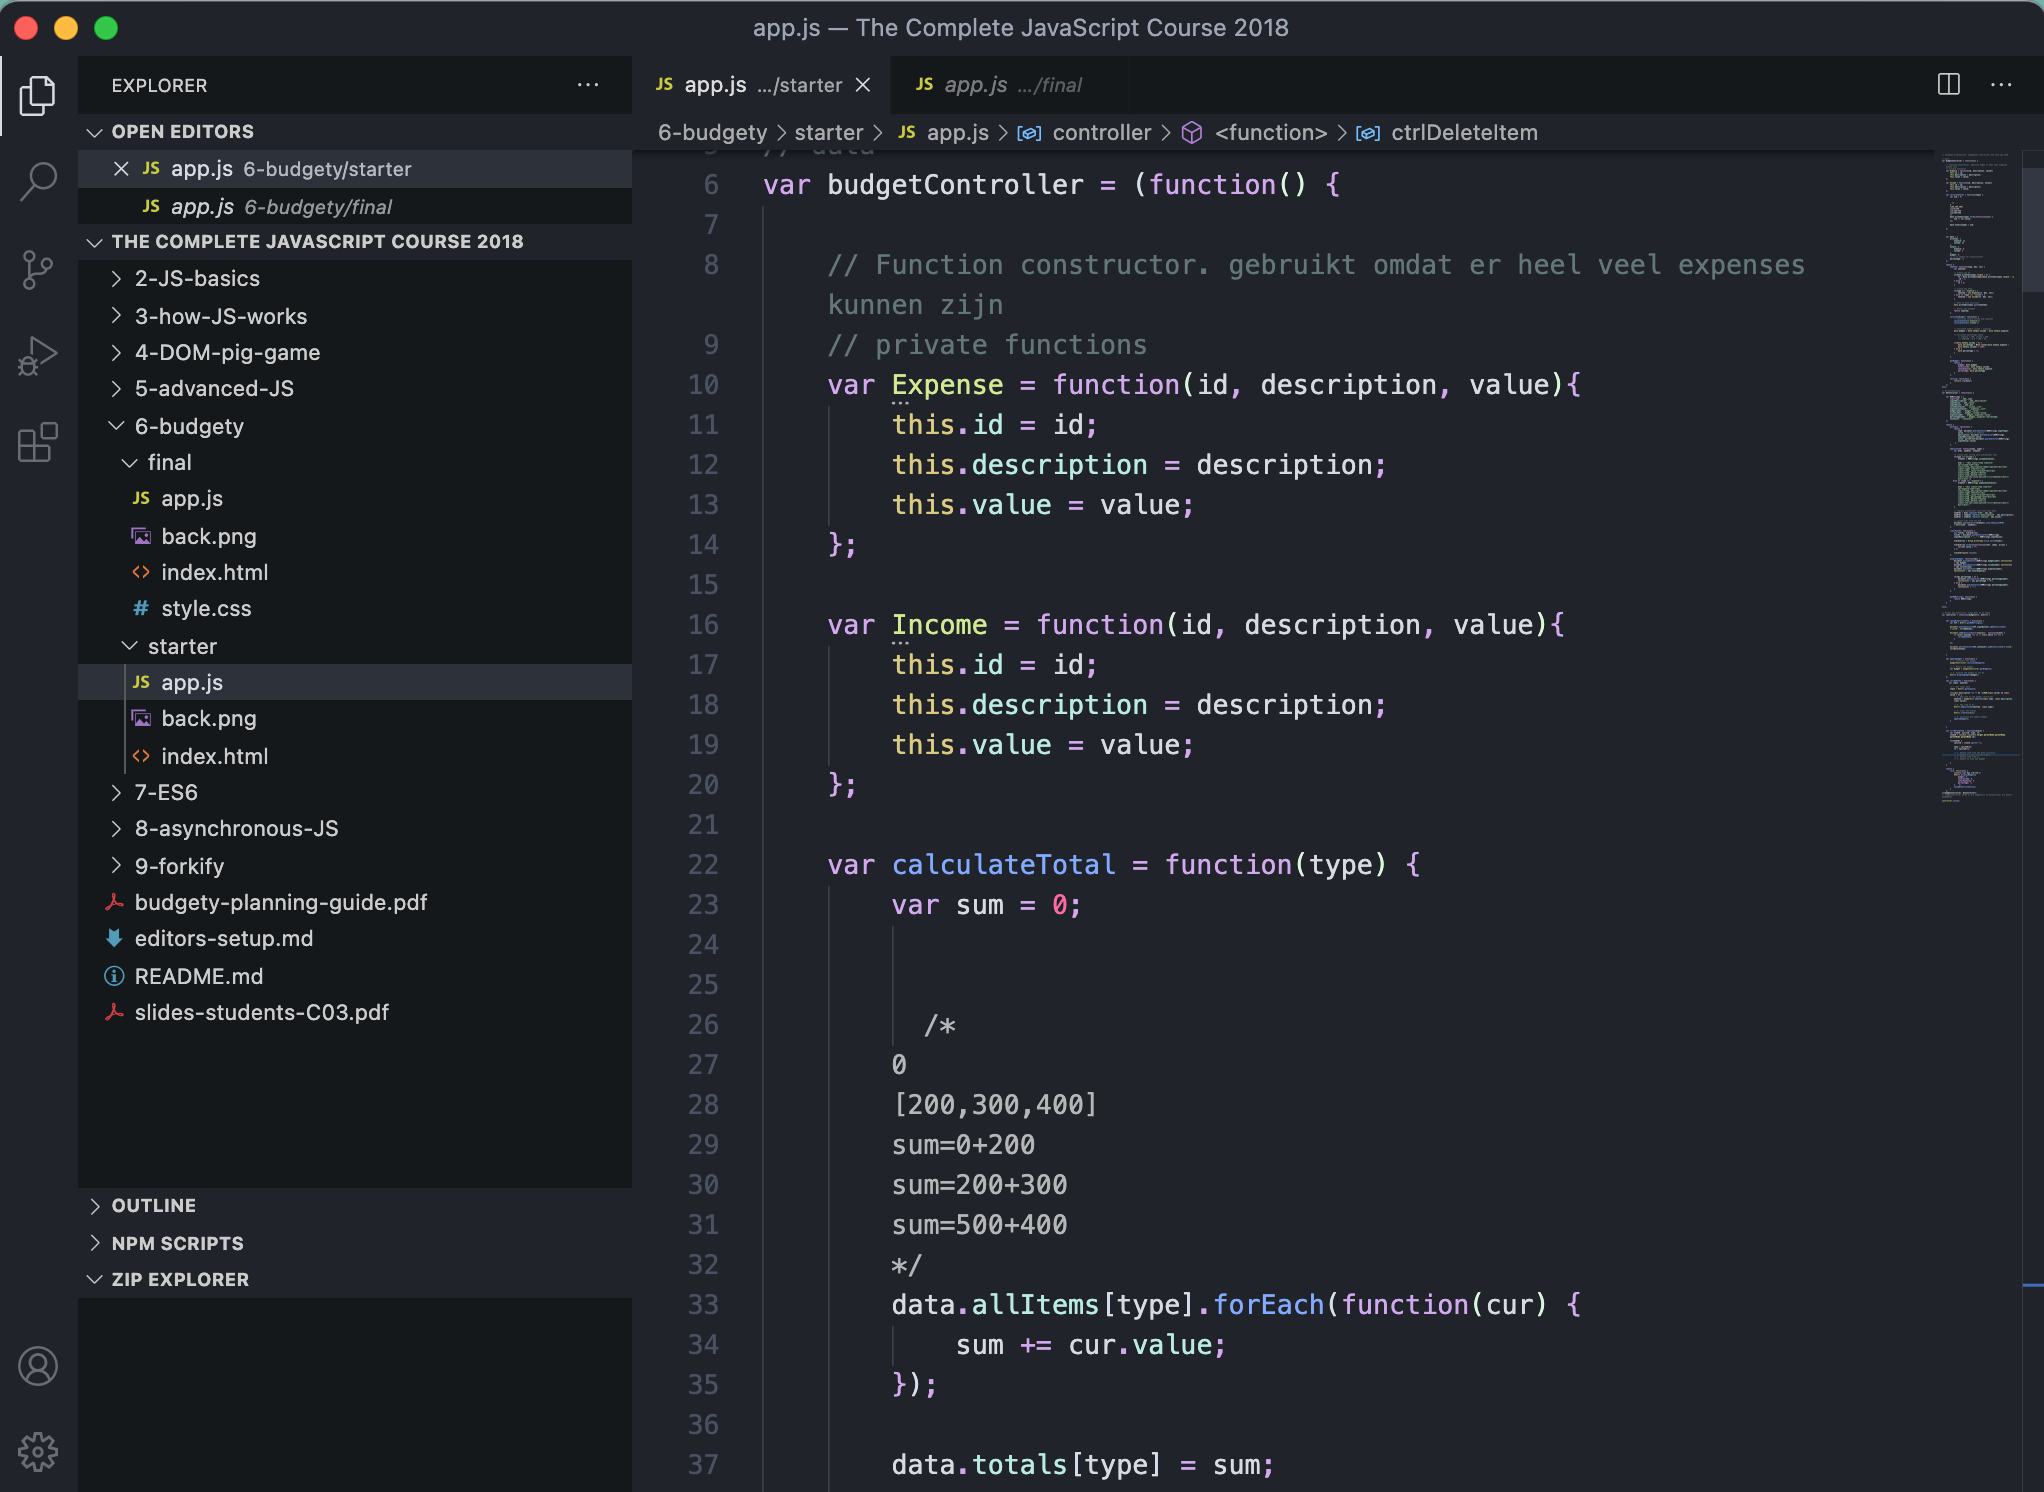 app.js — The Complete JavaScript Course 2018
EXPLORER
OPEN EDITORS
JS app.js 6-budgety/starter
JS app.js 6-budgety/final
THE COMPLETE JAVASCRIPT COURSE 2018
2-JS-basics
3-how-JS-works
4-DOM-pig-game
5-advanced-JS
6-budgety
final
JS app.js
back.png
<> index.html
# style.css
starter
JS app.js
back.png
<> index.html
7-ES6
8-asynchronous-JS
9-forkify
budgety-planning-guide.pdf
editors-setup.md
README.md
slides-students-C03.pdf
OUTLINE
NPM SCRIPTS
ZIP EXPLORER
JS app.js .../starter
JS app.js .../final
6-budgety > starter > JS app.js > controller > <function> > ctrlDeleteItem
5 // data
6 var budgetController = (function() {
7
8 // Function constructor. gebruikt omdat er heel veel expenses
kunnen zijn
9 // private functions
10 var Expense = function(id, description, value){
11 this.id = id;
12 this.description = description;
13 this.value = value;
14 };
15
16 var Income = function(id, description, value){
17 this.id = id;
18 this.description = description;
19 this.value = value;
20 };
21
22 var calculateTotal = function(type) {
23 var sum = 0;
24
25
26 /*
27 0
28 [200,300,400]
29 sum=0+200
30 sum=200+300
31 sum=500+400
32 */
33 data.allItems[type].forEach(function(cur) {
34 sum += cur.value;
35 });
36
37 data.totals[type] = sum;